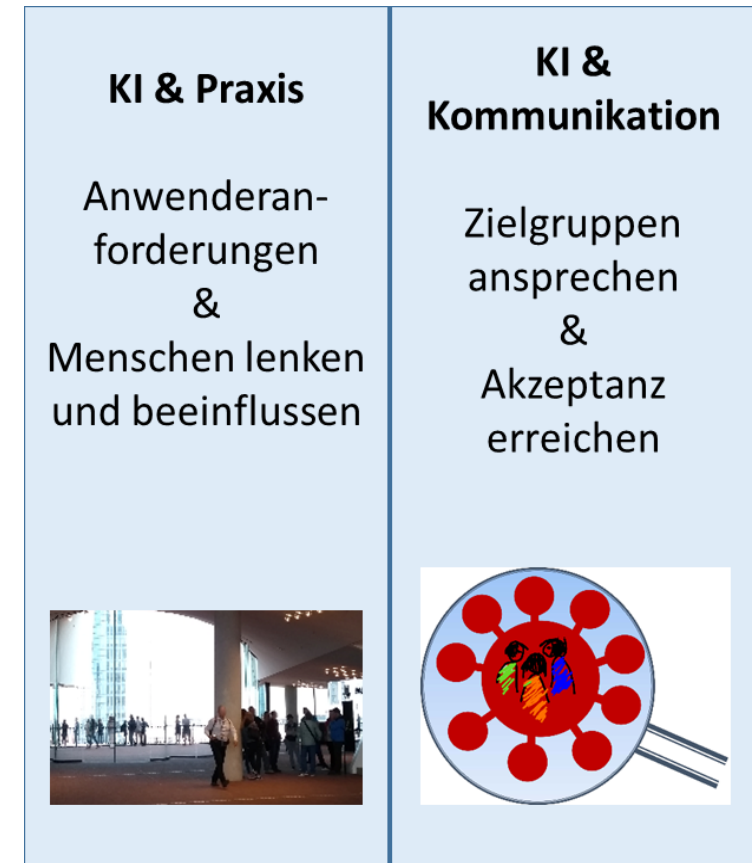 KI & Praxis
Anwenderan-
forderungen
&
Menschen lenken
und beeinflussen
KI &
Kommunikation
Zielgruppen
ansprechen
&
Akzeptanz
erreichen